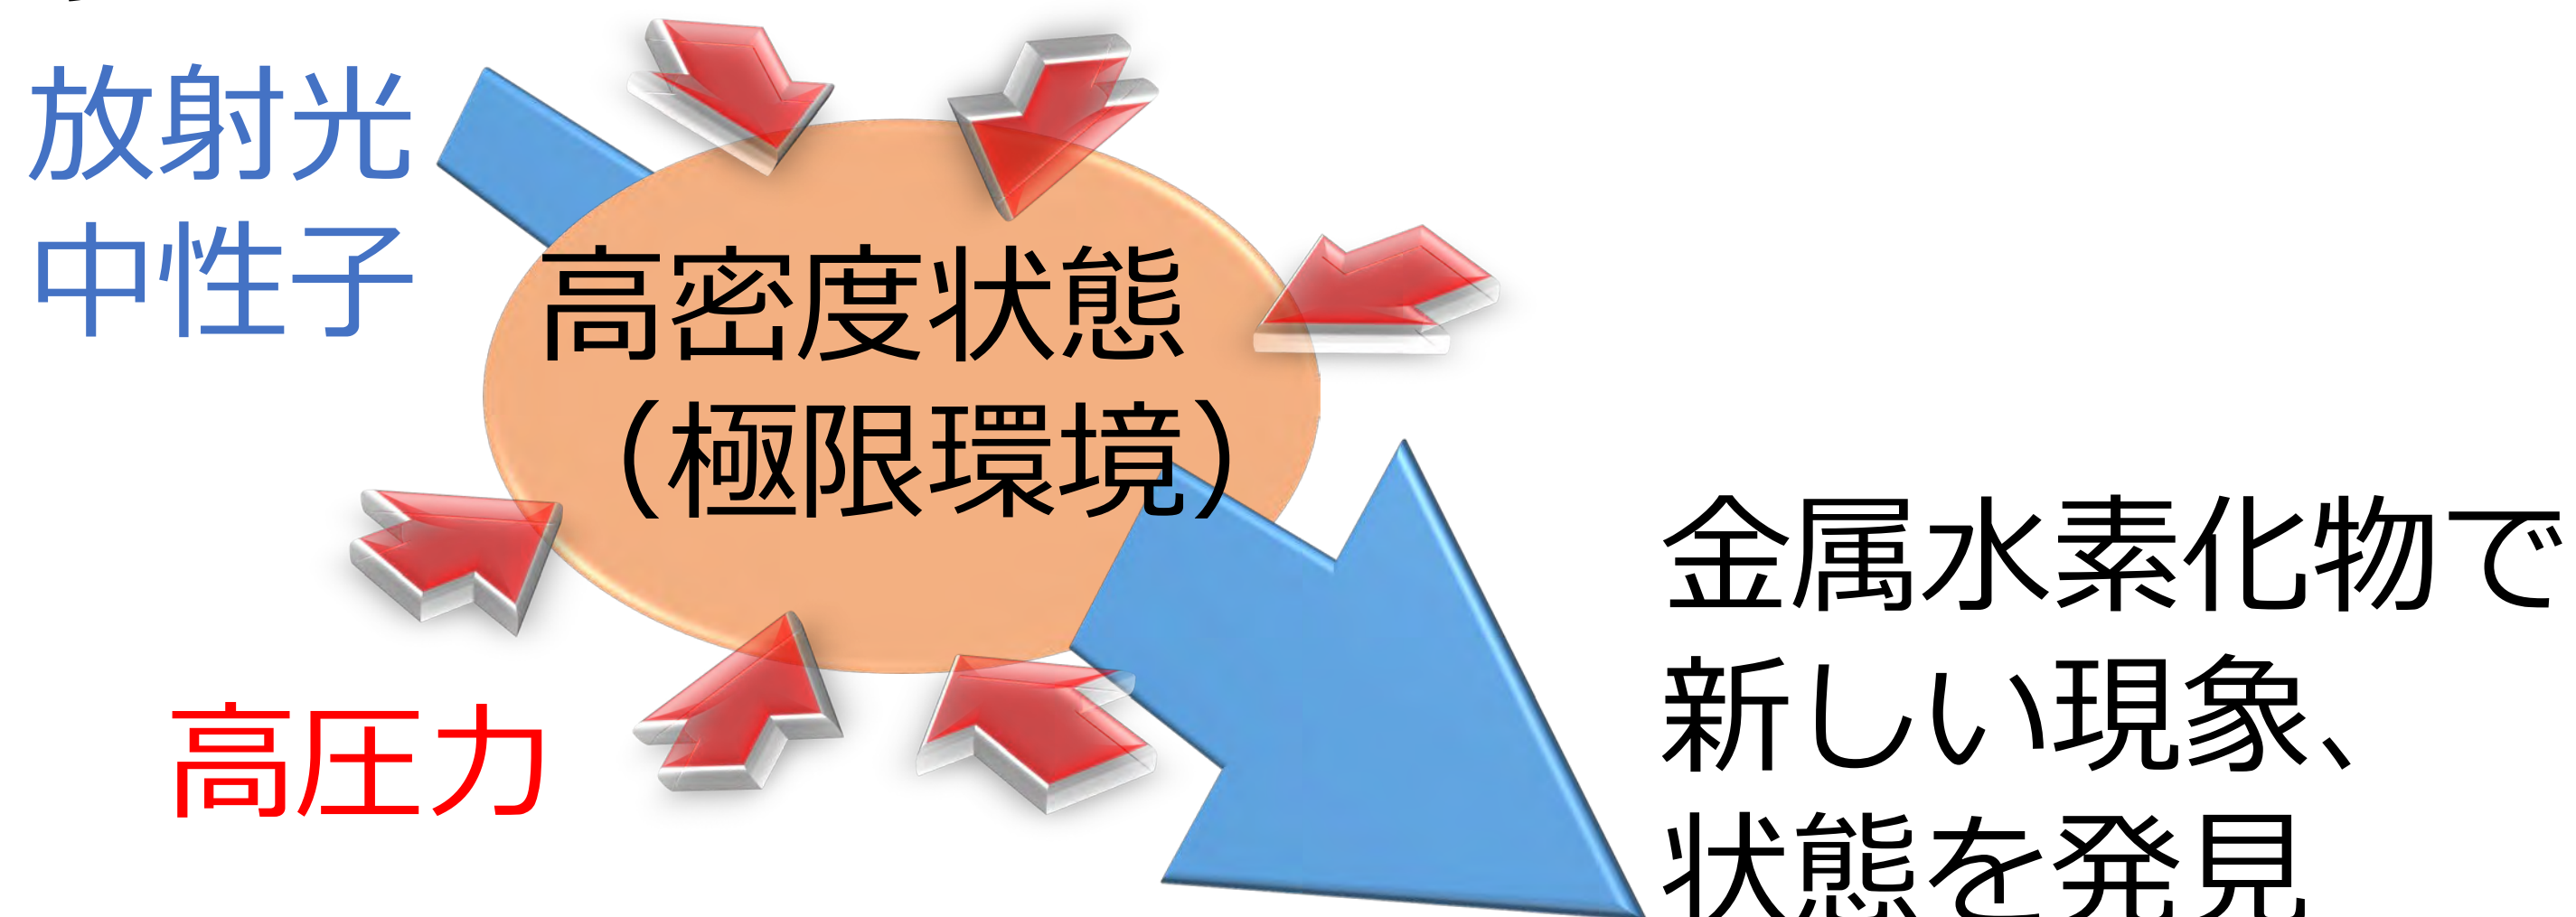 放射光
中性子
高密度状態
（極限環境）
高圧力
金属水素化物で
新しい現象、
状態を発見